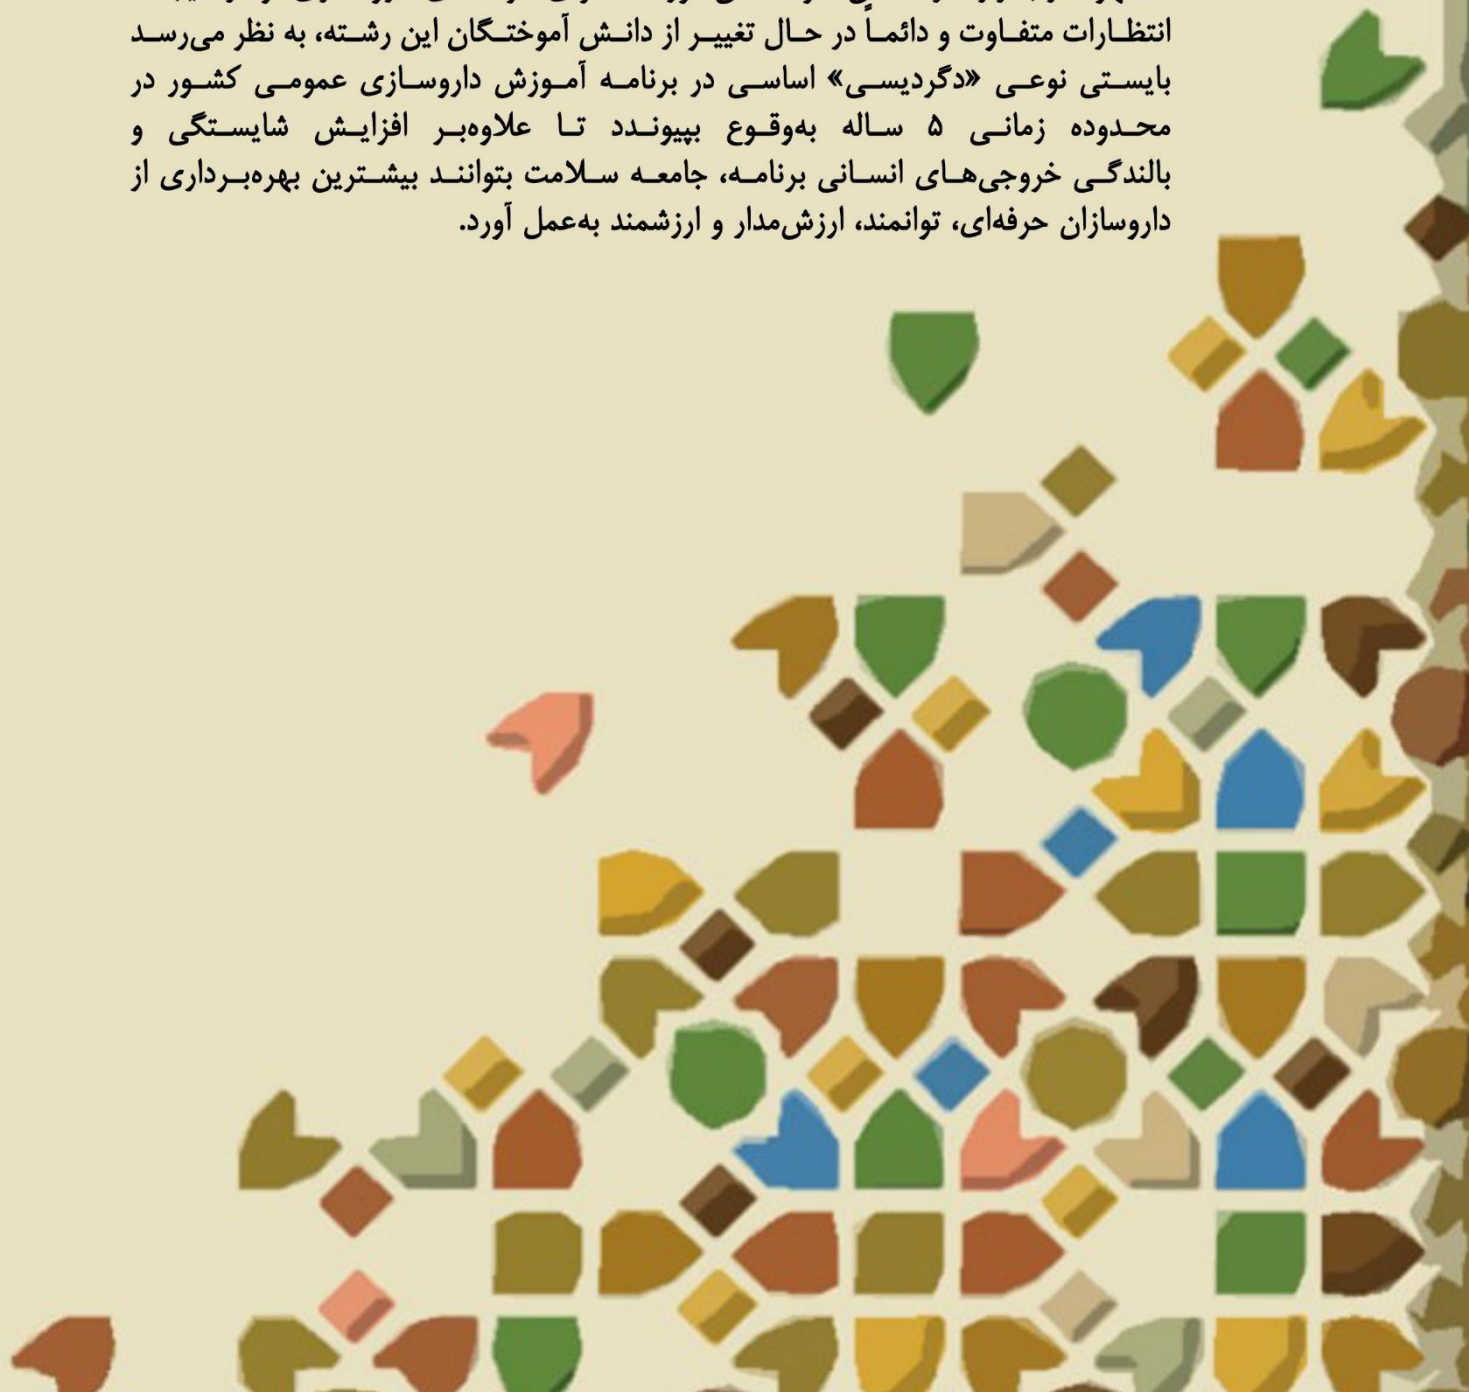 انتظارات متفاوت و دائماً در حال تغییر از دانش آموختگان این رشته، به نظر می‌رسد
بایستی نوعی «دگردیسی» اساسی در برنامه آموزش داروسازی عمومی کشور در
محدوده زمانی ۵ ساله به‌وقوع بپیوندد تا علاوه‌بر افزایش شایستگی و
بالندگی خروجی‌های انسانی برنامه، جامعه سلامت بتوانند بیشترین بهره‌برداری از
داروسازان حرفه‌ای، توانمند، ارزش‌مدار و ارزشمند به‌عمل آورد.